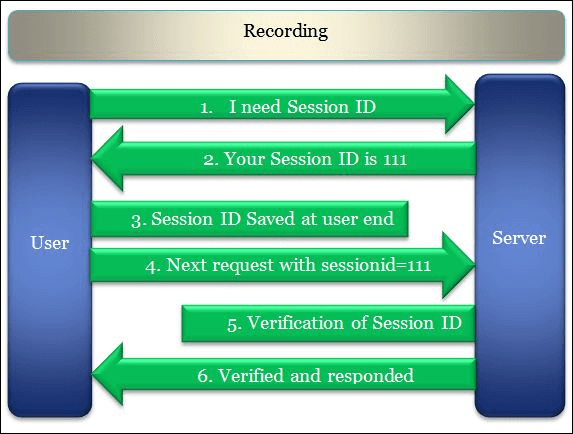 Recording
1. I need Session ID
2. Your Session ID is 111
3. Session ID Saved at user end
User
Server
4. Next request with sessionid=111
5. Verification of Session ID
6. Verified and responded